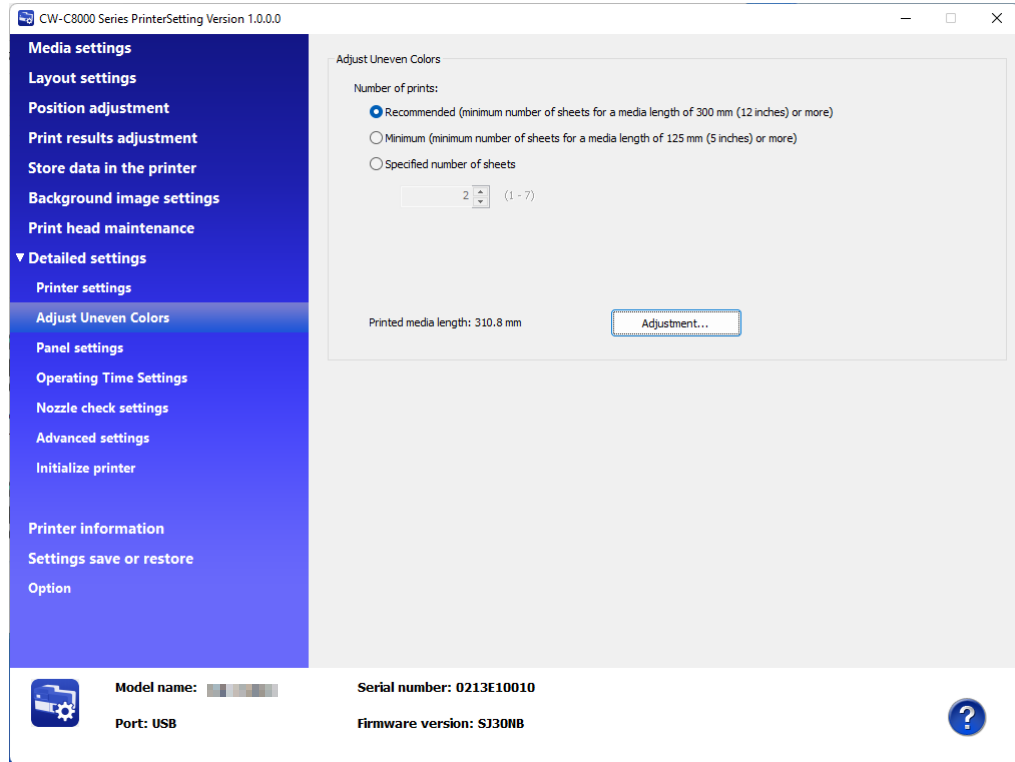 CW-C8000 Series PrinterSetting Version 1.0.0.0
Media settings
Layout settings
Position adjustment
Print results adjustment
Store data in the printer
Background image settings
Print head maintenance
Detailed settings
Printer settings
Adjust Uneven Colors
Panel settings
Operating Time Settings
Nozzle check settings
Advanced settings
Initialize printer
Printer information
Settings save or restore
Option
Adjust Uneven Colors
Number of prints:
Recommended (minimum number of sheets for a media length of 300 mm (12 inches) or more)
Minimum (minimum number of sheets for a media length of 125 mm (5 inches) or more)
Specified number of sheets
2 (1 - 7)
Printed media length: 310.8 mm Adjustment...
Model name: Serial number: 0213E10010
Port: USB Firmware version: SJ30NB
?